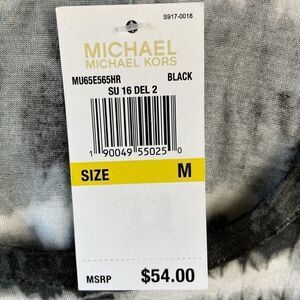 S917-0018
MICHAEL
MICHAEL KORS
MU65E565HR BLACK
SU 16 DEL 2
1 90049 55025 0
SIZE M
MSRP $54.00